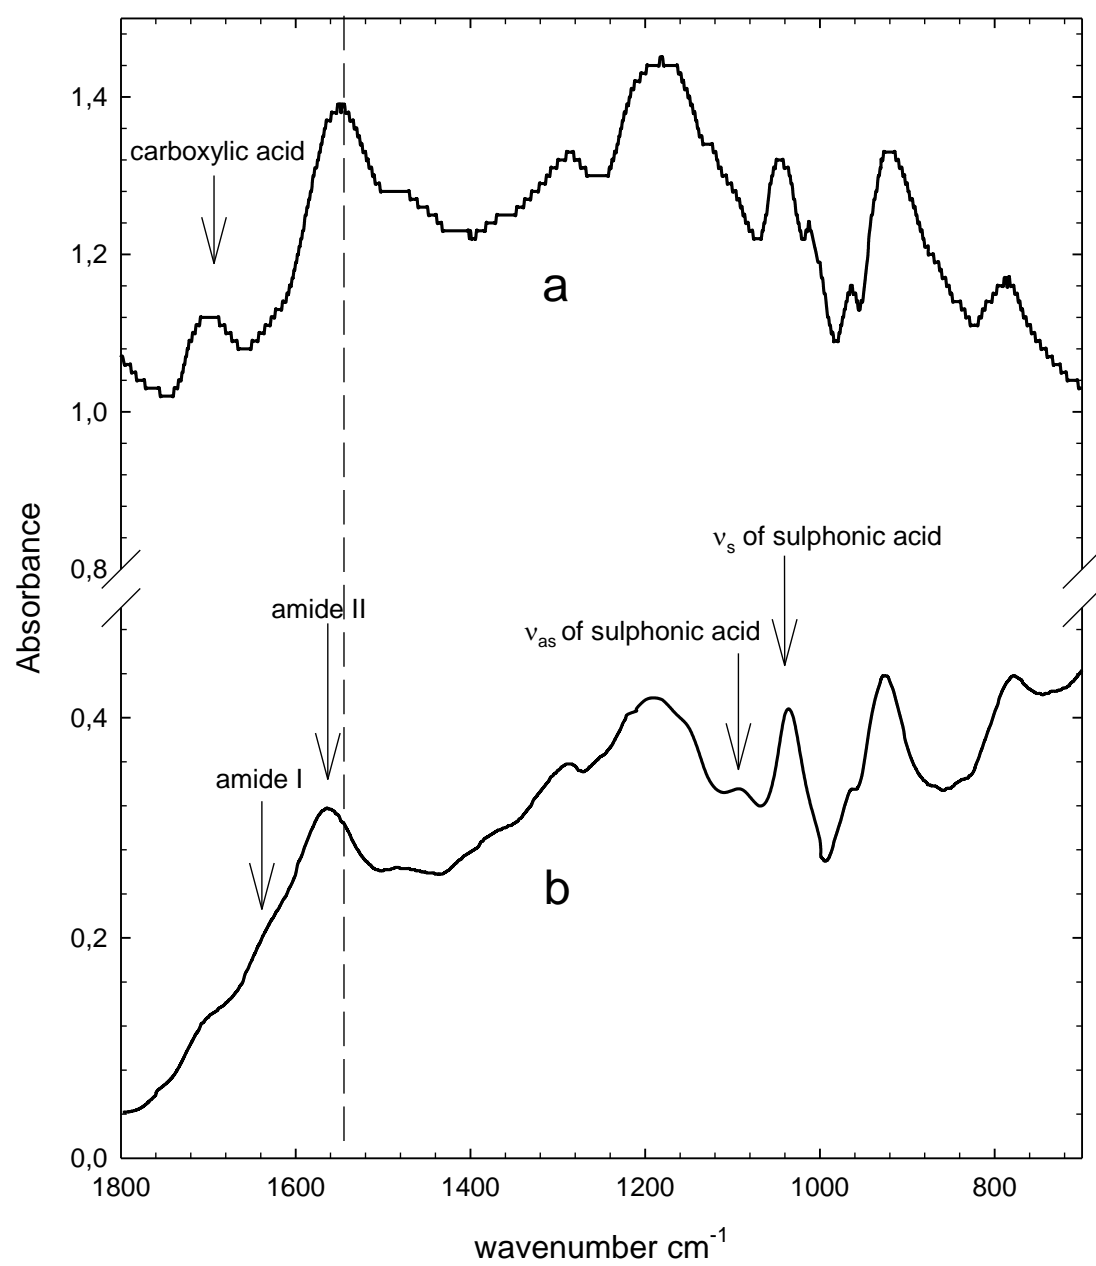 1,4
carboxylic acid
1,2
a
1,0
Absorbance
0,8
νs of sulphonic acid
amide II
νas of sulphonic acid
0,4
amide I
b
0,2
0,0
1800 1600 1400 1200 1000 800
wavenumber cm-1